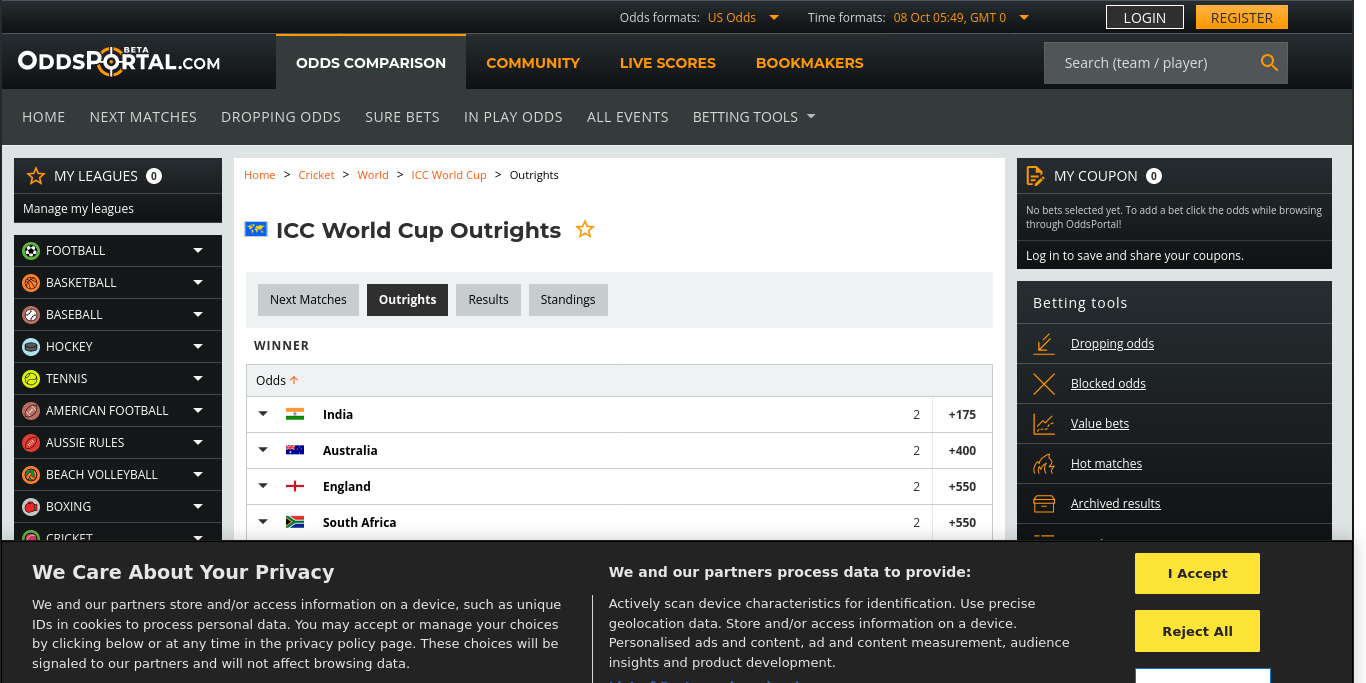 Odds formats: US Odds
Time formats: 08 Oct 05:49, GMT 0
LOGIN
REGISTER
ODDSPORTAL.COM
BETA
ODDS COMPARISON
COMMUNITY
LIVE SCORES
BOOKMAKERS
Search (team / player)
HOME
NEXT MATCHES
DROPPING ODDS
SURE BETS
IN PLAY ODDS
ALL EVENTS
BETTING TOOLS
MY LEAGUES 0
Manage my leagues
FOOTBALL
BASKETBALL
BASEBALL
HOCKEY
TENNIS
AMERICAN FOOTBALL
AUSSIE RULES
BEACH VOLLEYBALL
BOXING
CRICKET
Home > Cricket > World > ICC World Cup > Outrights
ICC World Cup Outrights
Next Matches
Outrights
Results
Standings
WINNER
Odds
India 2 +175
Australia 2 +400
England 2 +550
South Africa 2 +550
MY COUPON 0
No bets selected yet. To add a bet click the odds while browsing
through OddsPortal!
Log in to save and share your coupons.
Betting tools
Dropping odds
Blocked odds
Value bets
Hot matches
Archived results
We Care About Your Privacy
We and our partners store and/or access information on a device, such as unique
IDs in cookies to process personal data. You may accept or manage your choices
by clicking below or at any time in the privacy policy page. These choices will be
signaled to our partners and will not affect browsing data.
We and our partners process data to provide:
Actively scan device characteristics for identification. Use precise
geolocation data. Store and/or access information on a device.
Personalised ads and content, ad and content measurement, audience
insights and product development.
I Accept
Reject All